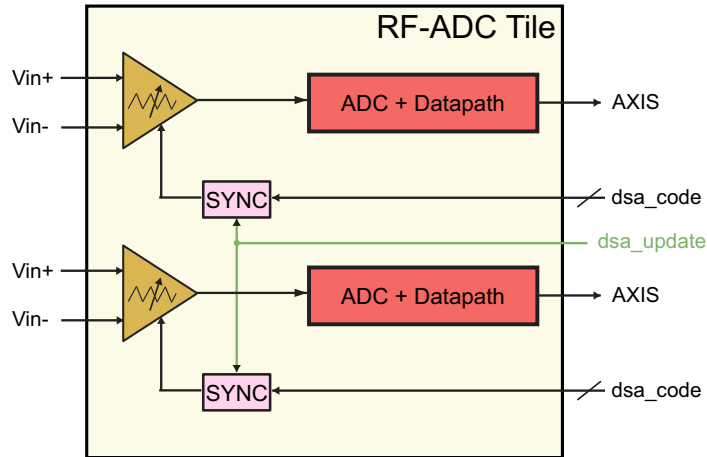 RF-ADC Tile
Vin+
ADC + Datapath
AXIS
Vin-
SYNC
dsa_code
dsa_update
Vin+
ADC + Datapath
AXIS
Vin-
SYNC
dsa_code